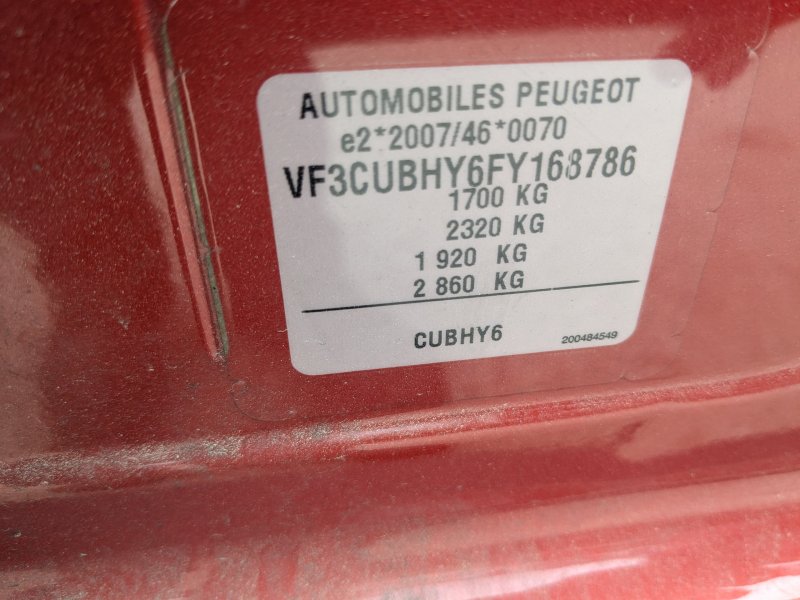 AUTOMOBILES PEUGEOT
e2*2007/46*0070
VF3CUBHY6FY168786
1700 KG
2320 KG
1 920 KG
2 860 KG
CUBHY6
200484549